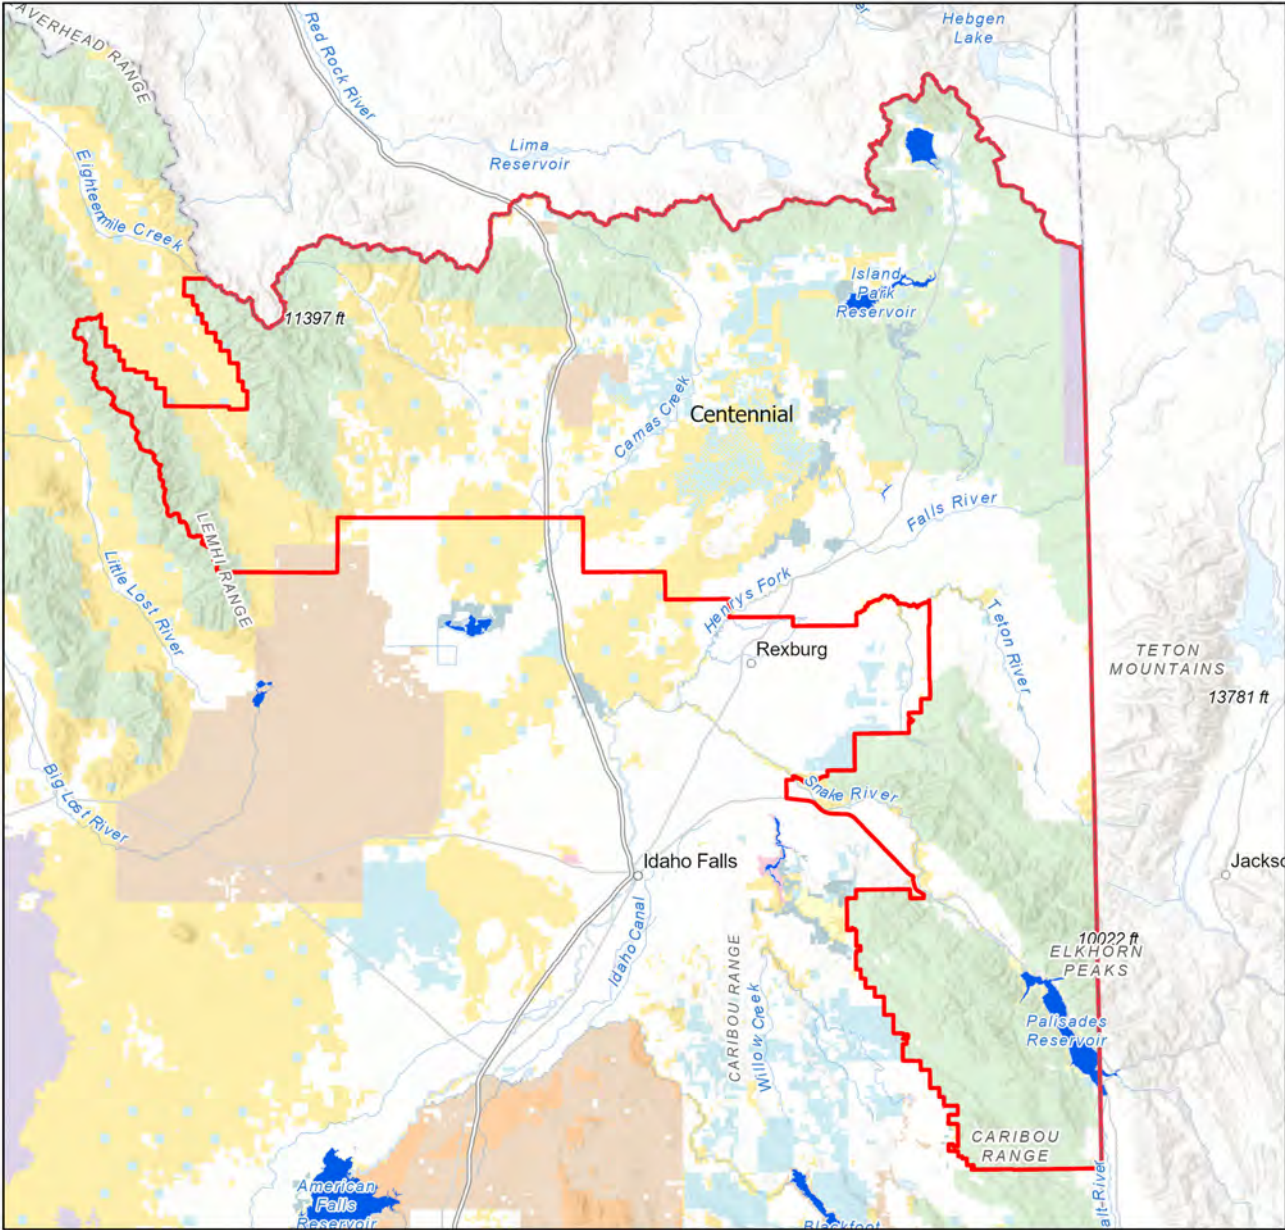 AVERHEAD RANGE
Red Rock River
Hebgen
Lake
Lima
Reservoir
Eighteenmile Creek
11397 ft
Island
Park
Reservoir
Camas Creek
Centennial
Falls River
LEMHI RANGE
Little Lost River
Henrys Fork
Teton River
Rexburg
TETON
MOUNTAINS
13781 ft
Big Lost River
Snake River
Idaho Falls
Jackso
Idaho Canal
CARIBOU RANGE
Willow Creek
10022 ft
ELKHORN
PEAKS
Palisades
Reservoir
CARIBOU
RANGE
alt-River
American
Falls
Reservoir
Blackfoot